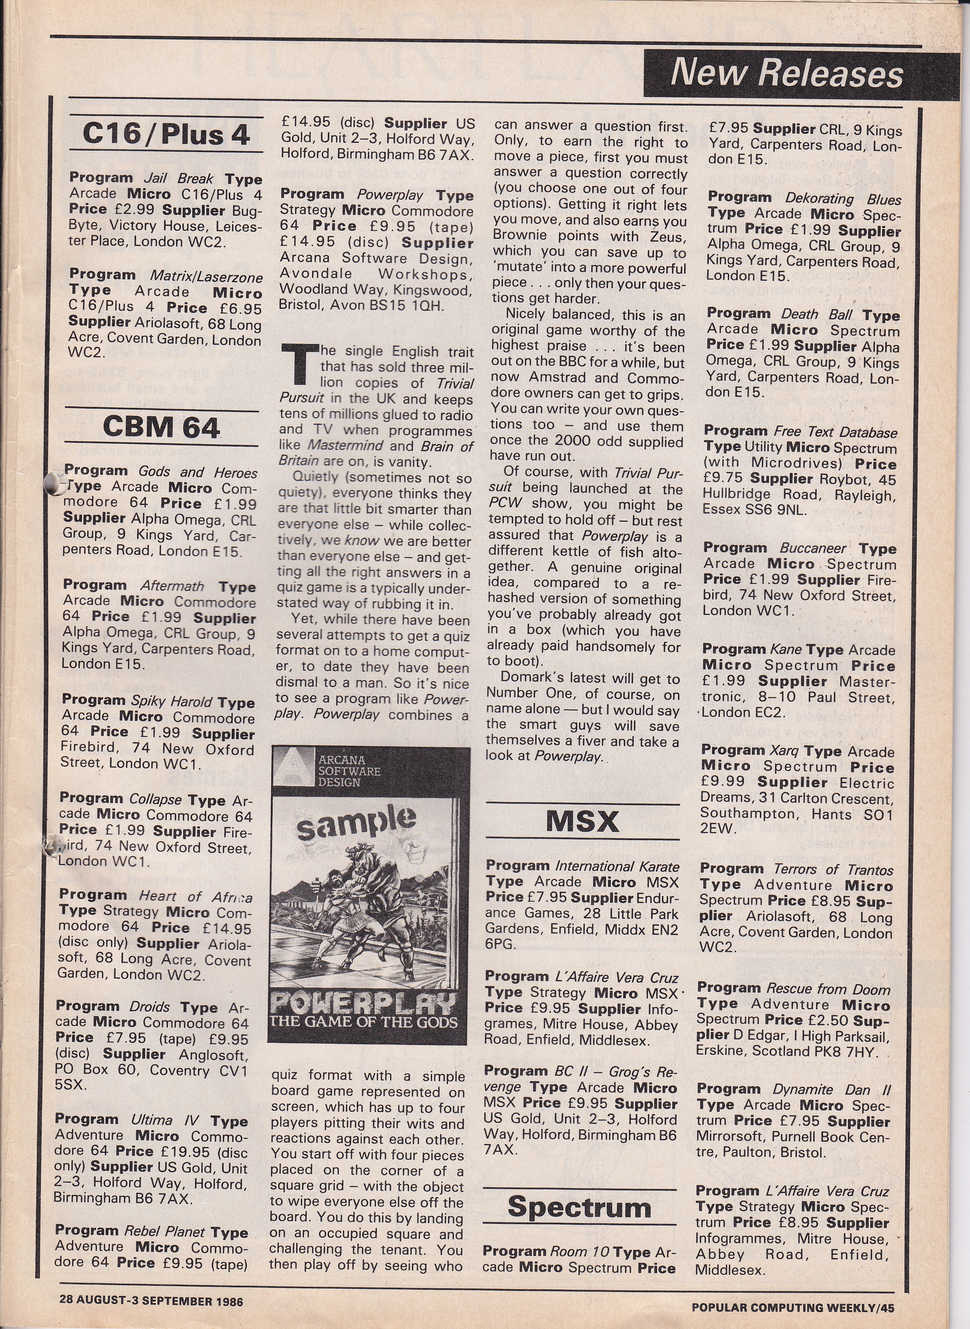 New Releases
C16/Plus 4
Program Jail Break Type
Arcade Micro C16/Plus 4
Price £2.99 Supplier Bug-
Byte, Victory House, Leices-
ter Place, London WC2.
Program Matrix/Laserzone
Type Arcade Micro
C16/Plus 4 Price £6.95
Supplier Ariolasoft, 68 Long
Acre, Covent Garden, London
WC2.
CBM 64
Program Gods and Heroes
Type Arcade Micro Com-
modore 64 Price £1.99
Supplier Alpha Omega, CRL
Group, 9 Kings Yard, Car-
penters Road, London E15.
Program Aftermath Type
Arcade Micro Commodore
64 Price £1.99 Supplier
Alpha Omega, CRL Group, 9
Kings Yard, Carpenters Road,
London E15.
Program Spiky Harold Type
Arcade Micro Commodore
64 Price £1.99 Supplier
Firebird, 74 New Oxford
Street, London WC1.
Program Collapse Type Ar-
cade Micro Commodore 64
Price £1.99 Supplier Fire-
bird, 74 New Oxford Street,
London WC1.
Program Heart of Africa
Type Strategy Micro Com-
modore 64 Price £14.95
(disc only) Supplier Ariola-
soft, 68 Long Acre, Covent
Garden, London WC2.
Program Droids Type Ar-
cade Micro Commodore 64
Price £7.95 (tape) £9.95
(disc) Supplier Anglosoft,
PO Box 60, Coventry CV1
5SX.
Program Ultima IV Type
Adventure Micro Commo-
dore 64 Price £19.95 (disc
only) Supplier US Gold, Unit
2–3, Holford Way, Holford,
Birmingham B6 7AX.
Program Rebel Planet Type
Adventure Micro Commo-
dore 64 Price £9.95 (tape)
£14.95 (disc) Supplier US
Gold, Unit 2–3, Holford Way,
Holford, Birmingham B6 7AX.
Program Powerplay Type
Strategy Micro Commodore
64 Price £9.95 (tape)
£14.95 (disc) Supplier
Arcana Software Design,
Avondale Workshops,
Woodland Way, Kingswood,
Bristol, Avon BS15 1QH.
The single English trait
that has sold three mil-
lion copies of Trivial
Pursuit in the UK and keeps
tens of millions glued to radio
and TV when programmes
like Mastermind and Brain of
Britain are on, is vanity.
Quietly (sometimes not so
quiety), everyone thinks they
are that little bit smarter than
everyone else – while collec-
tively, we know we are better
than everyone else – and get-
ting all the right answers in a
quiz game is a typically under-
stated way of rubbing it in.
Yet, while there have been
several attempts to get a quiz
format on to a home comput-
er, to date they have been
dismal to a man. So it's nice
to see a program like Power-
play. Powerplay combines a
ARCANA
SOFTWARE
DESIGN
sample
POWERPLAY
THE GAME OF THE GODS
quiz format with a simple
board game represented on
screen, which has up to four
players pitting their wits and
reactions against each other.
You start off with four pieces
placed on the corner of a
square grid – with the object
to wipe everyone else off the
board. You do this by landing
on an occupied square and
challenging the tenant. You
then play off by seeing who
can answer a question first.
Only, to earn the right to
move a piece, first you must
answer a question correctly
(you choose one out of four
options). Getting it right lets
you move, and also earns you
Brownie points with Zeus,
which you can save up to
'mutate' into a more powerful
piece . . . only then your ques-
tions get harder.
Nicely balanced, this is an
original game worthy of the
highest praise . . . it's been
out on the BBC for a while, but
now Amstrad and Commo-
dore owners can get to grips.
You can write your own ques-
tions too – and use them
once the 2000 odd supplied
have run out.
Of course, with Trivial Pur-
suit being launched at the
PCW show, you might be
tempted to hold off – but rest
assured that Powerplay is a
different kettle of fish alto-
gether. A genuine original
idea, compared to a re-
hashed version of something
you've probably already got
in a box (which you have
already paid handsomely for
to boot).
Domark's latest will get to
Number One, of course, on
name alone — but I would say
the smart guys will save
themselves a fiver and take a
look at Powerplay.
MSX
Program International Karate
Type Arcade Micro MSX
Price £7.95 Supplier Endur-
ance Games, 28 Little Park
Gardens, Enfield, Middx EN2
6PG.
Program L'Affaire Vera Cruz
Type Strategy Micro MSX
Price £9.95 Supplier Info-
grames, Mitre House, Abbey
Road, Enfield, Middlesex.
Program BC II – Grog's Re-
venge Type Arcade Micro
MSX Price £9.95 Supplier
US Gold, Unit 2–3, Holford
Way, Holford, Birmingham B6
7AX.
Spectrum
Program Room 10 Type Ar-
cade Micro Spectrum Price
£7.95 Supplier CRL, 9 Kings
Yard, Carpenters Road, Lon-
don E15.
Program Dekorating Blues
Type Arcade Micro Spec-
trum Price £1.99 Supplier
Alpha Omega, CRL Group, 9
Kings Yard, Carpenters Road,
London E15.
Program Death Ball Type
Arcade Micro Spectrum
Price £1.99 Supplier Alpha
Omega, CRL Group, 9 Kings
Yard, Carpenters Road, Lon-
don E15.
Program Free Text Database
Type Utility Micro Spectrum
(with Microdrives) Price
£9.75 Supplier Roybot, 45
Hullbridge Road, Rayleigh,
Essex SS6 9NL.
Program Buccaneer Type
Arcade Micro Spectrum
Price £1.99 Supplier Fire-
bird, 74 New Oxford Street,
London WC1.
Program Kane Type Arcade
Micro Spectrum Price
£1.99 Supplier Master-
tronic, 8–10 Paul Street,
London EC2.
Program Xarq Type Arcade
Micro Spectrum Price
£9.99 Supplier Electric
Dreams, 31 Carlton Crescent,
Southampton, Hants SO1
2EW.
Program Terrors of Trantos
Type Adventure Micro
Spectrum Price £8.95 Sup-
plier Ariolasoft, 68 Long
Acre, Covent Garden, London
WC2.
Program Rescue from Doom
Type Adventure Micro
Spectrum Price £2.50 Sup-
plier D Edgar, I High Parksail,
Erskine, Scotland PK8 7HY.
Program Dynamite Dan II
Type Arcade Micro Spec-
trum Price £7.95 Supplier
Mirrorsoft, Purnell Book Cen-
tre, Paulton, Bristol.
Program L'Affaire Vera Cruz
Type Strategy Micro Spec-
trum Price £8.95 Supplier
Infogrammes, Mitre House,
Abbey Road, Enfield,
Middlesex.
28 AUGUST-3 SEPTEMBER 1986
POPULAR COMPUTING WEEKLY/45